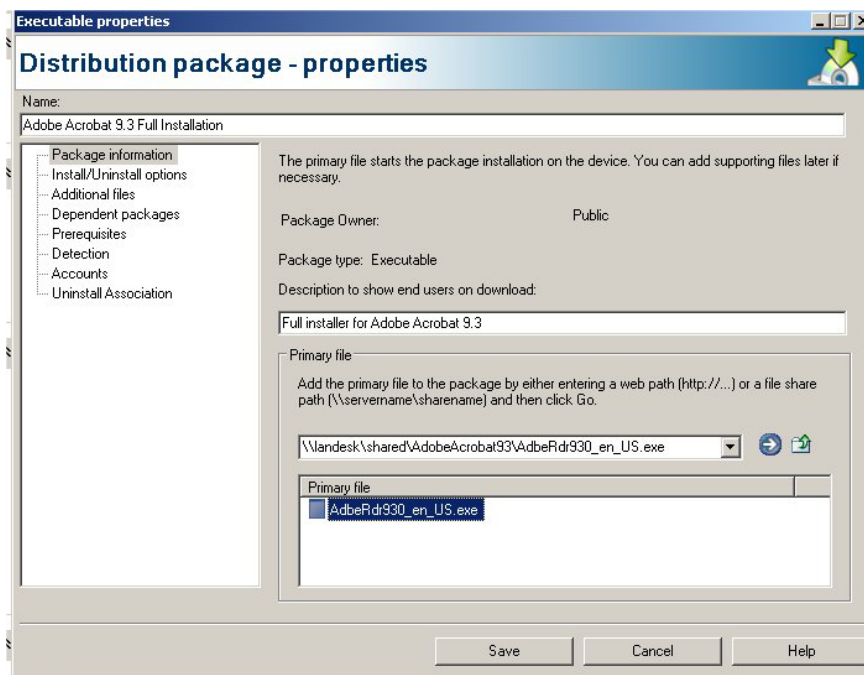 Executable properties
Distribution package - properties
Name:
Adobe Acrobat 9.3 Full Installation
Package information
Install/Uninstall options
Additional files
Dependent packages
Prerequisites
Detection
Accounts
Uninstall Association
The primary file starts the package installation on the device. You can add supporting files later if
necessary.
Package Owner: Public
Package type: Executable
Description to show end users on download:
Full installer for Adobe Acrobat 9.3
Primary file
Add the primary file to the package by either entering a web path (http://...) or a file share
path (\\servername\sharename) and then click Go.
\\landesk\shared\AdobeAcrobat93\AdbeRdr930_en_US.exe
Primary file
AdbeRdr930_en_US.exe
Save Cancel Help